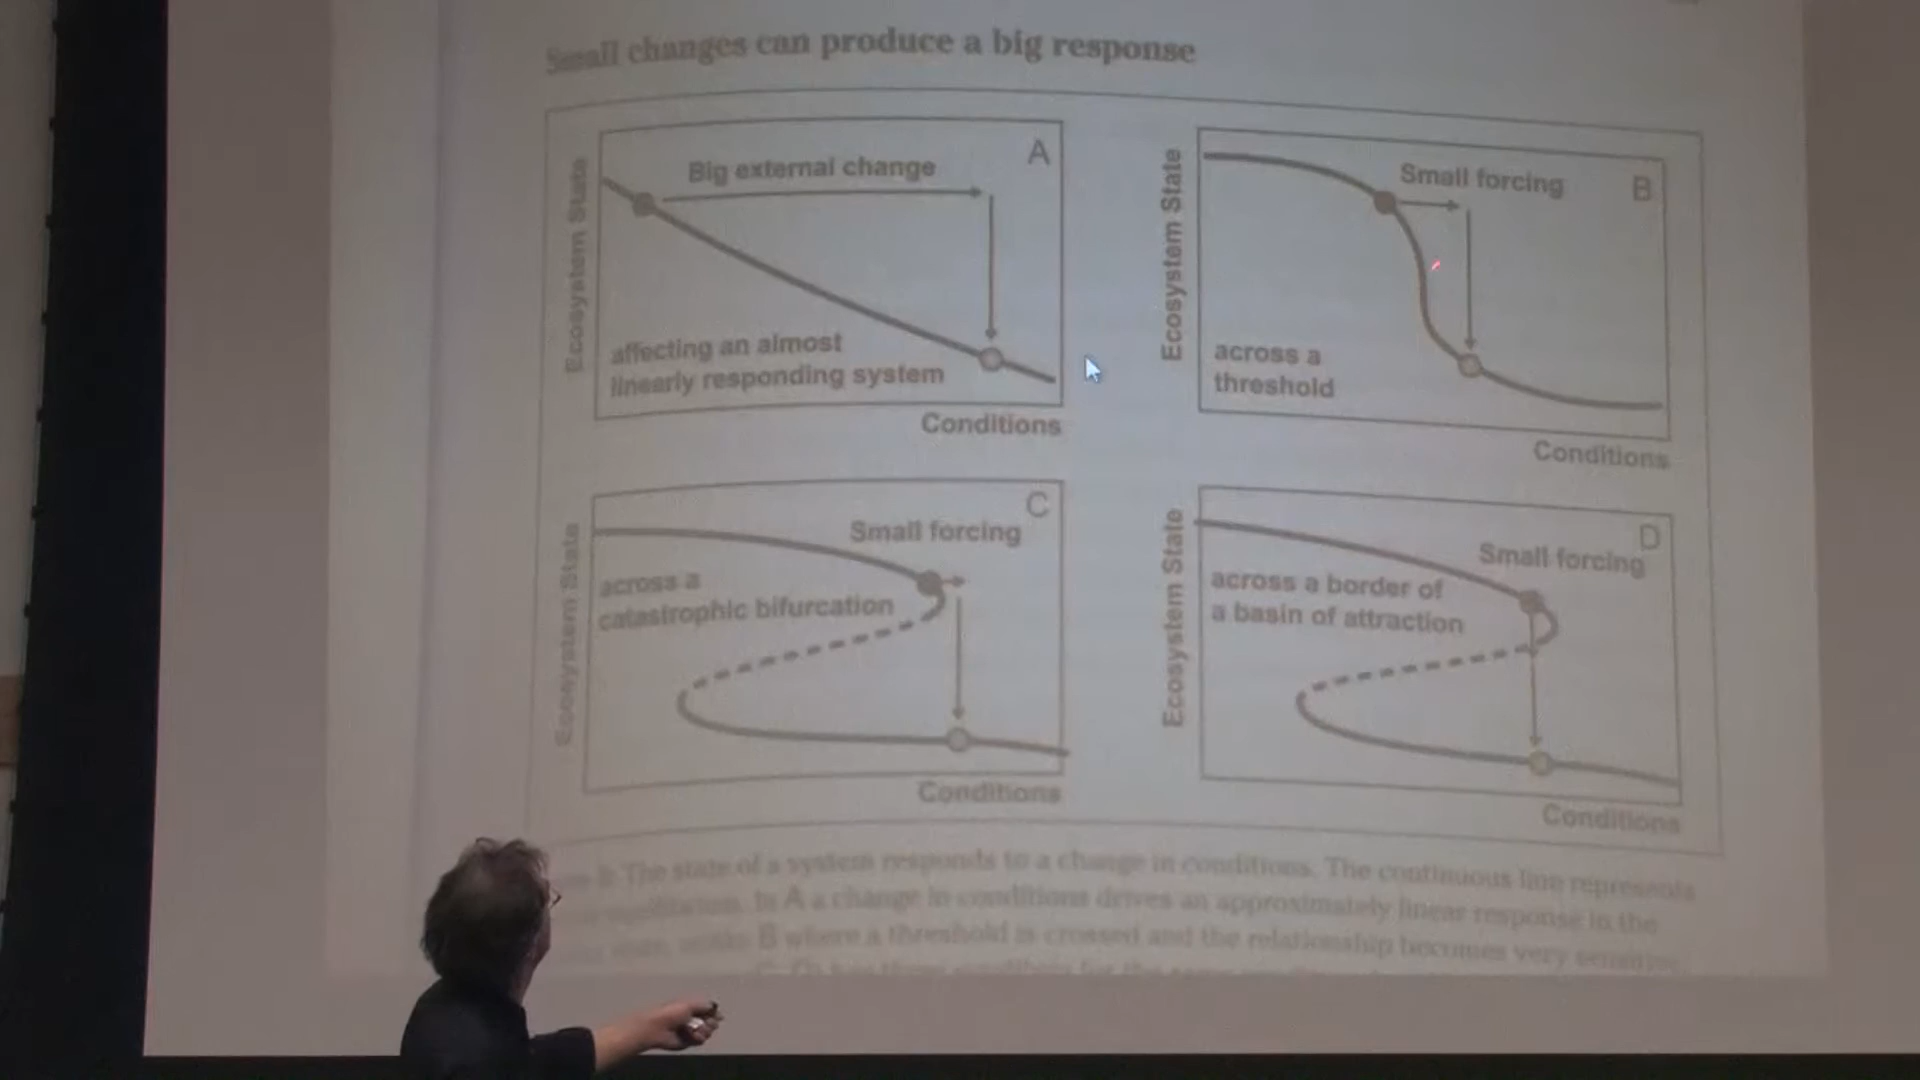 Small changes can produce a big response
A
Big external change
Ecosystem State
affecting an almost
linearly responding system
Conditions
B
Small forcing
Ecosystem State
across a
threshold
Conditions
C
Small forcing
Ecosystem State
across a
catastrophic bifurcation
Conditions
D
Small forcing
Ecosystem State
across a border of
a basin of attraction
Conditions
The state of a system responds to a change in conditions. The continuous line represents
equilibrium. In A a change in conditions drives an approximately linear response in the
B where a threshold is crossed and the relationship becomes very sensitive